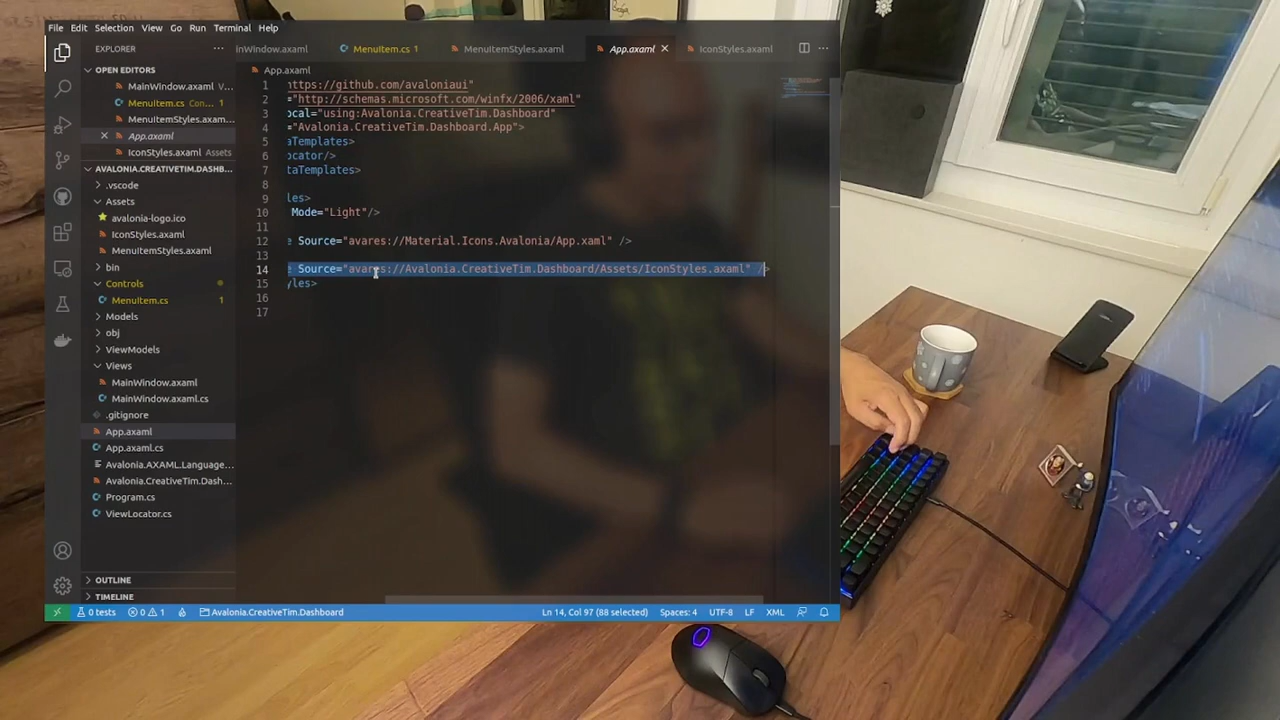 File Edit Selection View Go Run Terminal Help
EXPLORER ···
inWindow.axaml MenuItem.cs 1 MenuItemStyles.axaml App.axaml IconStyles.axaml ···
OPEN EDITORS
MainWindow.axaml V...
MenuItem.cs Con... 1
MenuItemStyles.axam...
App.axaml
IconStyles.axaml Assets
AVALONIA.CREATIVETIM.DASHB...
.vscode
Assets
avalonia-logo.ico
IconStyles.axaml
MenuItemStyles.axaml
bin
Controls
MenuItem.cs 1
Models
obj
ViewModels
Views
MainWindow.axaml
MainWindow.axaml.cs
.gitignore
App.axaml
App.axaml.cs
Avalonia.AXAML.Language...
Avalonia.CreativeTim.Dash...
Program.cs
ViewLocator.cs
OUTLINE
TIMELINE
App.axaml
1 https://github.com/avaloniaui"
2 ="http://schemas.microsoft.com/winfx/2006/xaml"
3 ocal="using:Avalonia.CreativeTim.Dashboard"
4 ="Avalonia.CreativeTim.Dashboard.App">
5 aTemplates>
6 ocator/>
7 taTemplates>
8
9 les>
10 Mode="Light"/>
11
12 e Source="avares://Material.Icons.Avalonia/App.xaml" />
13
14 e Source="avares://Avalonia.CreativeTim.Dashboard/Assets/IconStyles.axaml" />
15 yles>
16
17
0 tests 0 1 Avalonia.CreativeTim.Dashboard Ln 14, Col 97 (88 selected) Spaces: 4 UTF-8 LF XML